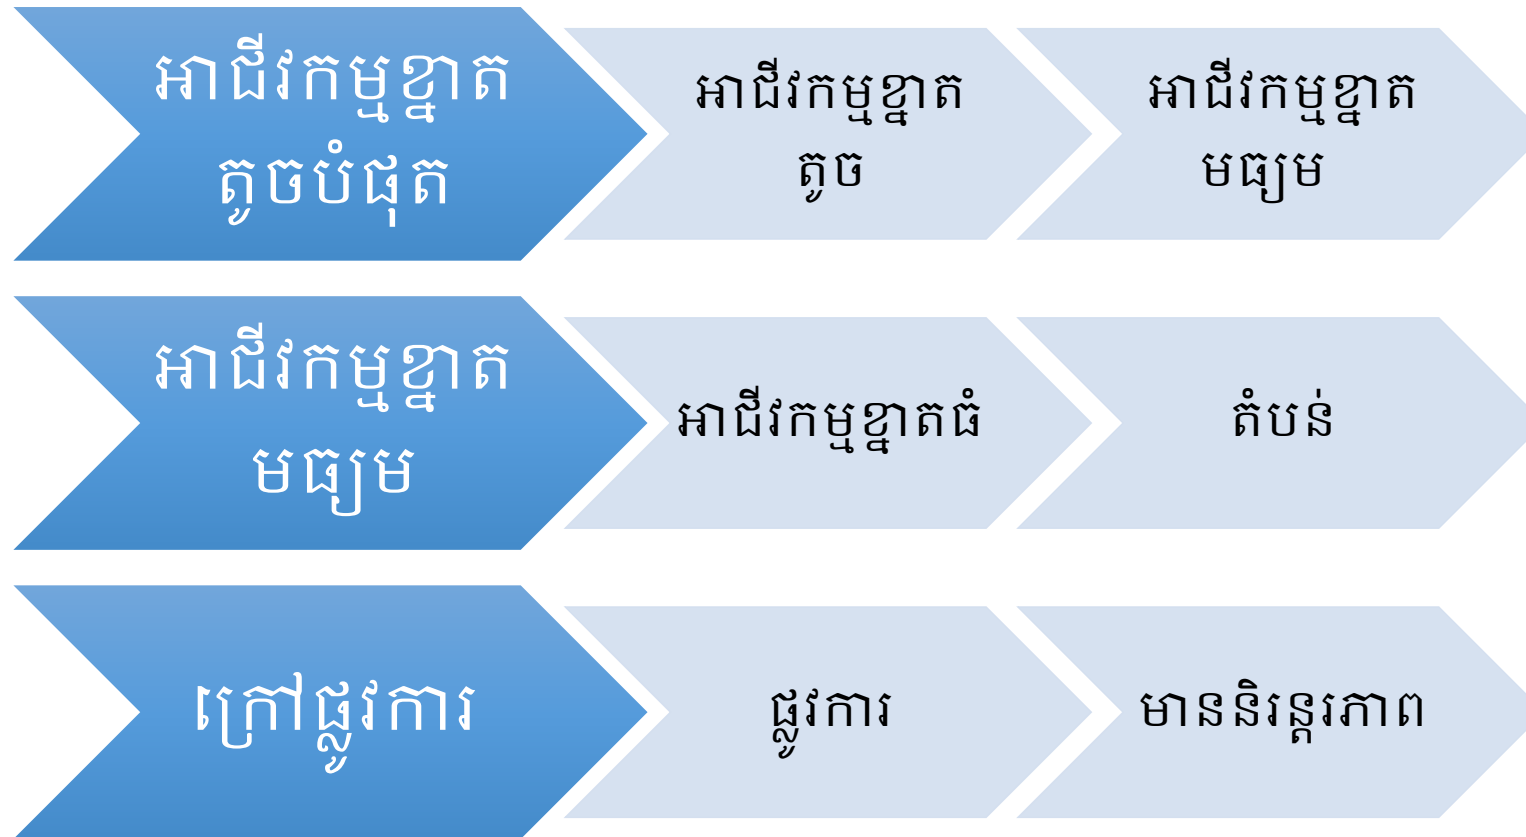 អាជីវកម្មខ្នាត
តូចបំផុត
អាជីវកម្មខ្នាត
តូច
អាជីវកម្មខ្នាត
មធ្យម
អាជីវកម្មខ្នាត
មធ្យម
អាជីវកម្មខ្នាតធំ
តំបន់
ក្រៅផ្លូវការ
ផ្លូវការ
មាននិរន្តរភាព